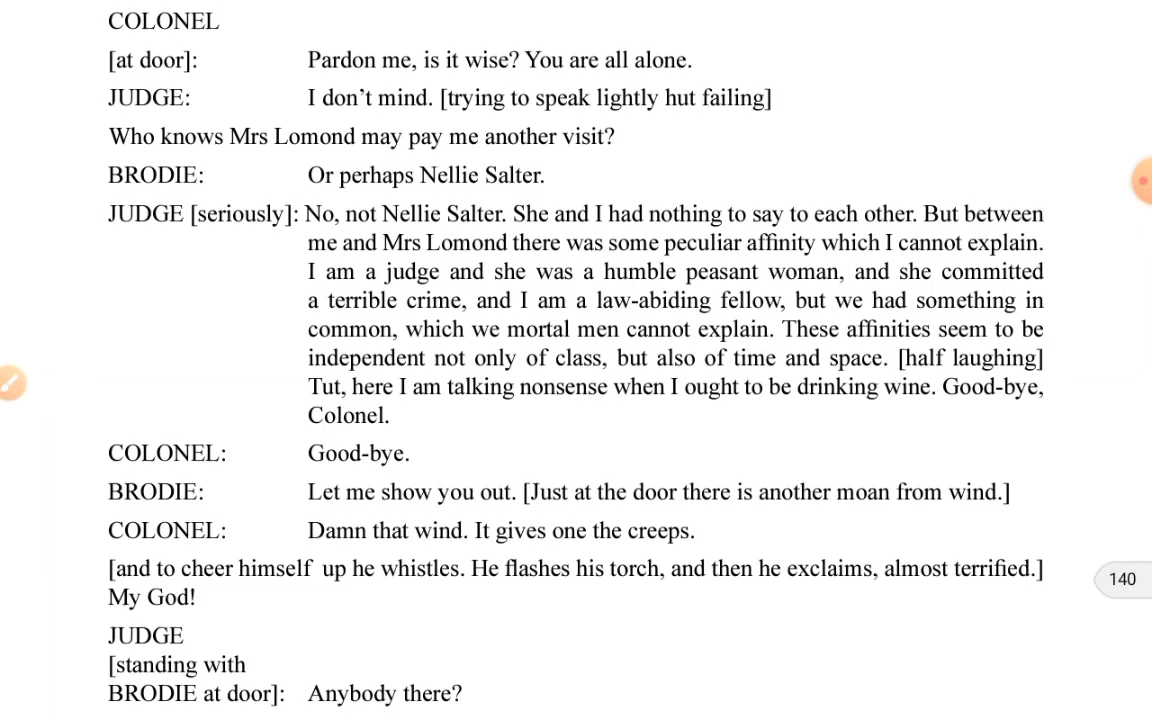 COLONEL
[at door]: Pardon me, is it wise? You are all alone.
JUDGE: I don’t mind. [trying to speak lightly hut failing]
Who knows Mrs Lomond may pay me another visit?
BRODIE: Or perhaps Nellie Salter.
JUDGE [seriously]: No, not Nellie Salter. She and I had nothing to say to each other. But between
me and Mrs Lomond there was some peculiar affinity which I cannot explain.
I am a judge and she was a humble peasant woman, and she committed
a terrible crime, and I am a law-abiding fellow, but we had something in
common, which we mortal men cannot explain. These affinities seem to be
independent not only of class, but also of time and space. [half laughing]
Tut, here I am talking nonsense when I ought to be drinking wine. Good-bye,
Colonel.
COLONEL: Good-bye.
BRODIE: Let me show you out. [Just at the door there is another moan from wind.]
COLONEL: Damn that wind. It gives one the creeps.
[and to cheer himself up he whistles. He flashes his torch, and then he exclaims, almost terrified.]
My God!
140
JUDGE
[standing with
BRODIE at door]: Anybody there?